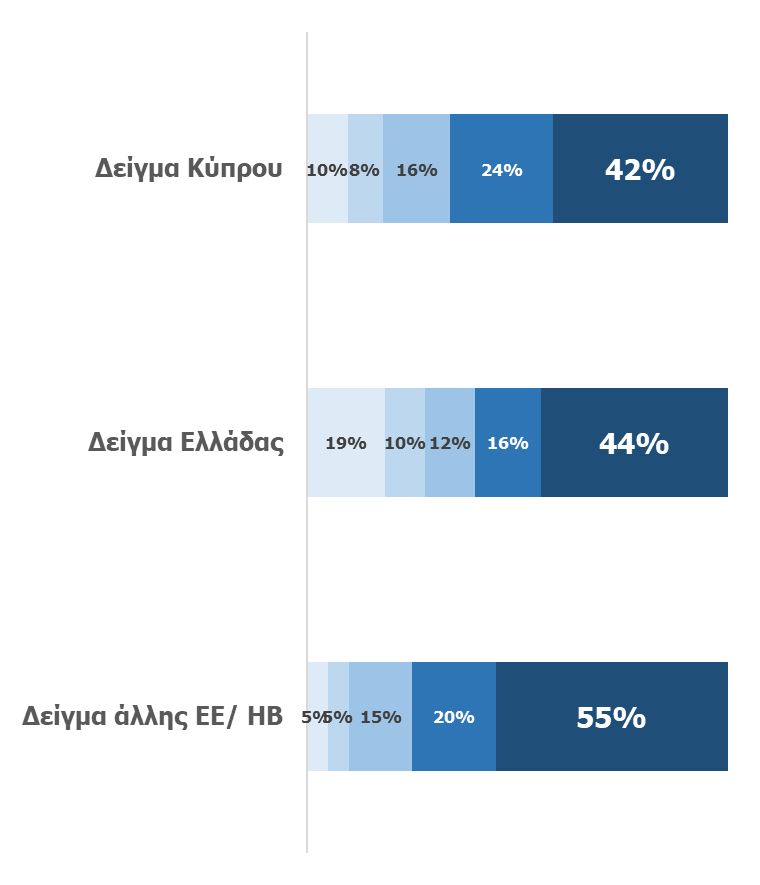 Δείγμα Κύπρου 10% 8% 16% 24% 42%
Δείγμα Ελλάδας 19% 10% 12% 16% 44%
Δείγμα άλλης ΕΕ/ ΗΒ 5% 5% 15% 20% 55%